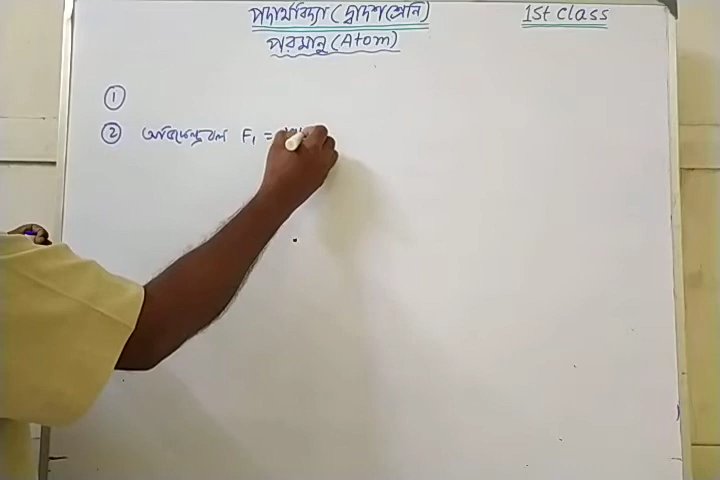 পদার্থবিদ্যা (দ্বাদশ শ্রেনি)
1st class
পরমানু (Atom)
①
② অভিকেন্দ্র বল F₁ =